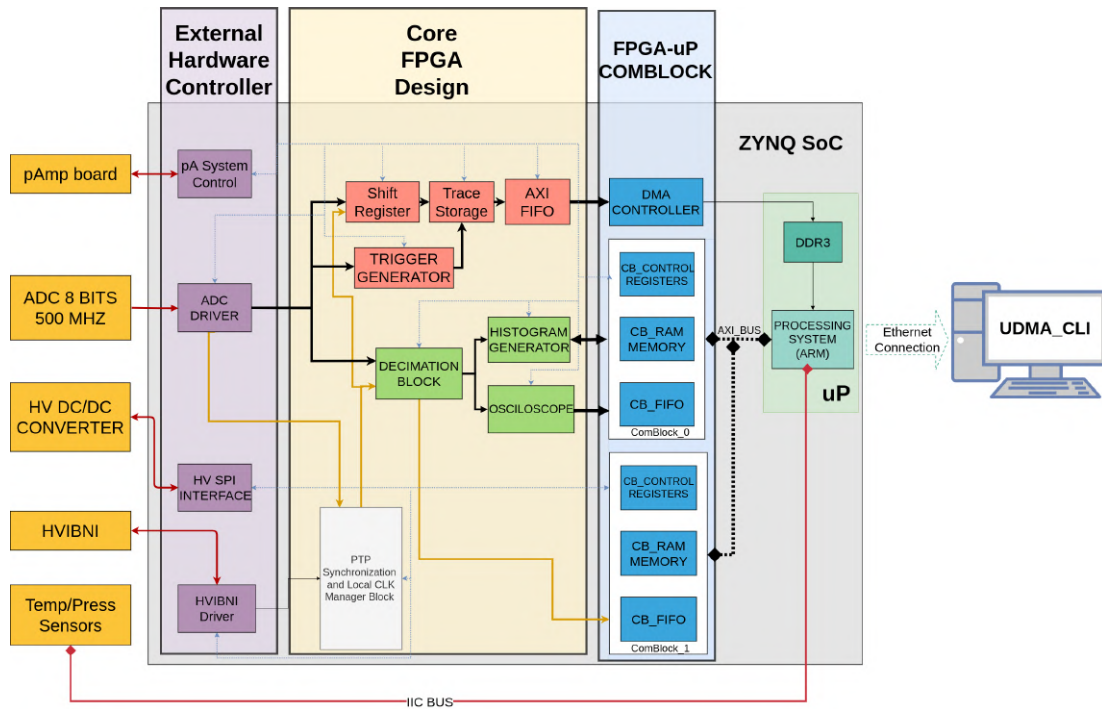 External
Hardware
Controller
Core
FPGA
Design
FPGA-uP
COMBLOCK
ZYNQ SoC
pAmp board
pA System
Control
Shift
Register
Trace
Storage
AXI
FIFO
DMA
CONTROLLER
DDR3
TRIGGER
GENERATOR
CB_CONTROL
REGISTERS
ADC 8 BITS
500 MHZ
ADC
DRIVER
HISTOGRAM
GENERATOR
CB_RAM
MEMORY
AXI_BUS
PROCESSING
SYSTEM
(ARM)
Ethernet
Connection
UDMA_CLI
DECIMATION
BLOCK
uP
OSCILOSCOPE
CB_FIFO
ComBlock_0
HV DC/DC
CONVERTER
HV SPI
INTERFACE
CB_CONTROL
REGISTERS
HVIBNI
CB_RAM
MEMORY
PTP
Synchronization
and Local CLK
Manager Block
Temp/Press
Sensors
HVIBNI
Driver
CB_FIFO
ComBlock_1
IIC BUS